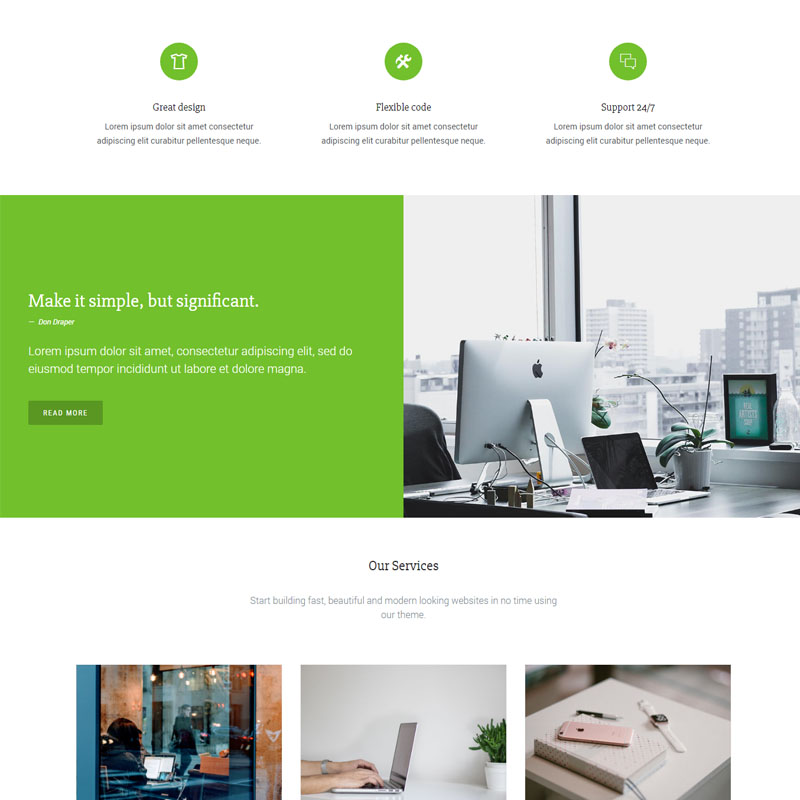 Great design
Flexible code
Support 24/7
Lorem ipsum dolor sit amet consectetur
adipiscing elit curabitur pellentesque neque.
Lorem ipsum dolor sit amet consectetur
adipiscing elit curabitur pellentesque neque.
Lorem ipsum dolor sit amet consectetur
adipiscing elit curabitur pellentesque neque.
Make it simple, but significant.
— Don Draper
Lorem ipsum dolor sit amet, consectetur adipiscing elit, sed do
eiusmod tempor incididunt ut labore et dolore magna.
READ MORE
REAL
ARTISTS
SHIP
Our Services
Start building fast, beautiful and modern looking websites in no time using
our theme.